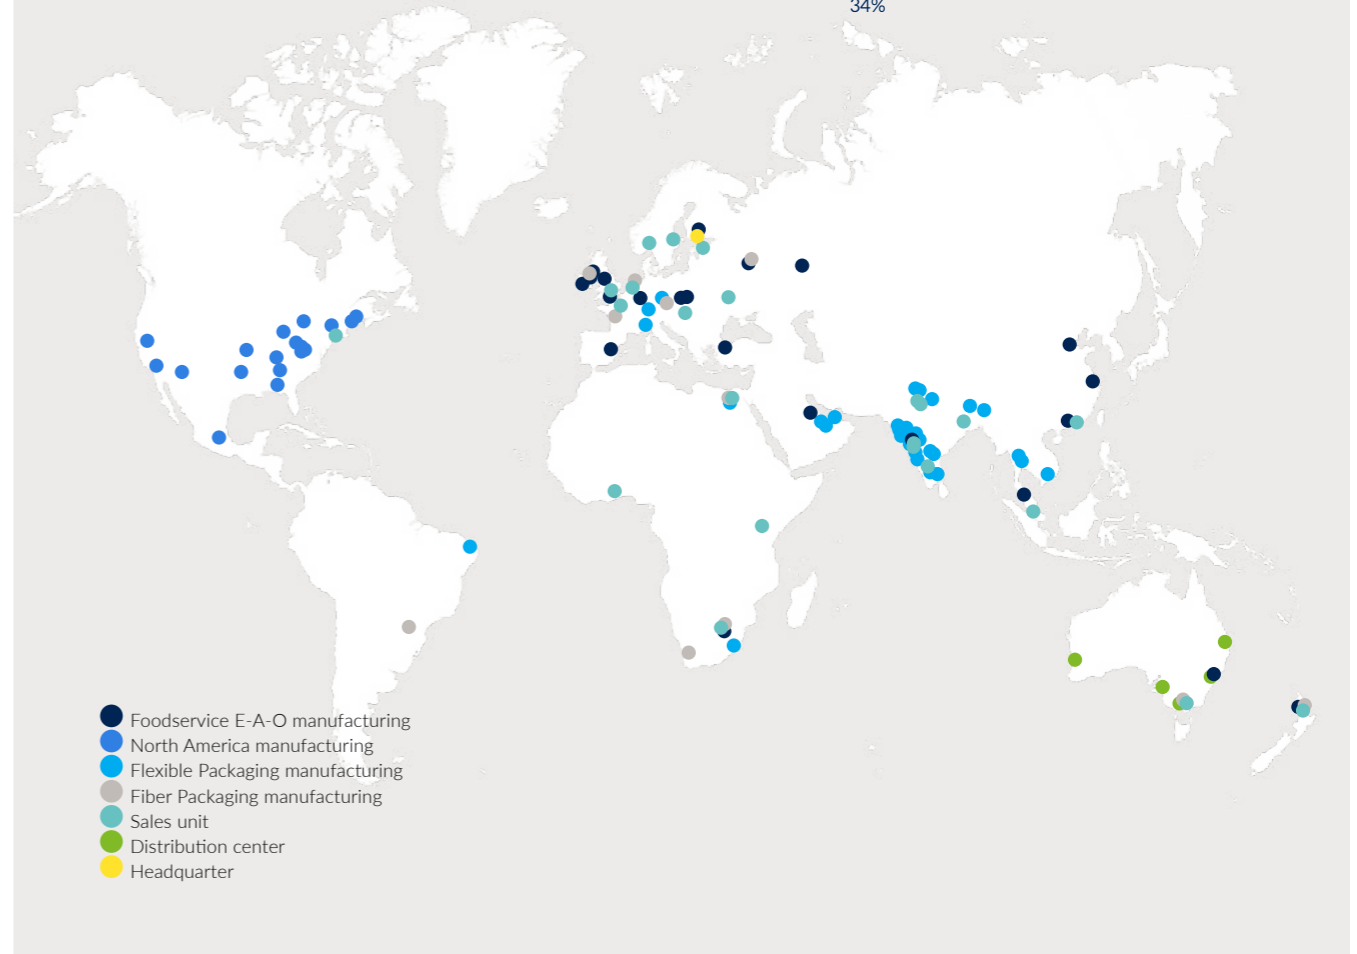 34%
Foodservice E-A-O manufacturing
North America manufacturing
Flexible Packaging manufacturing
Fiber Packaging manufacturing
Sales unit
Distribution center
Headquarter